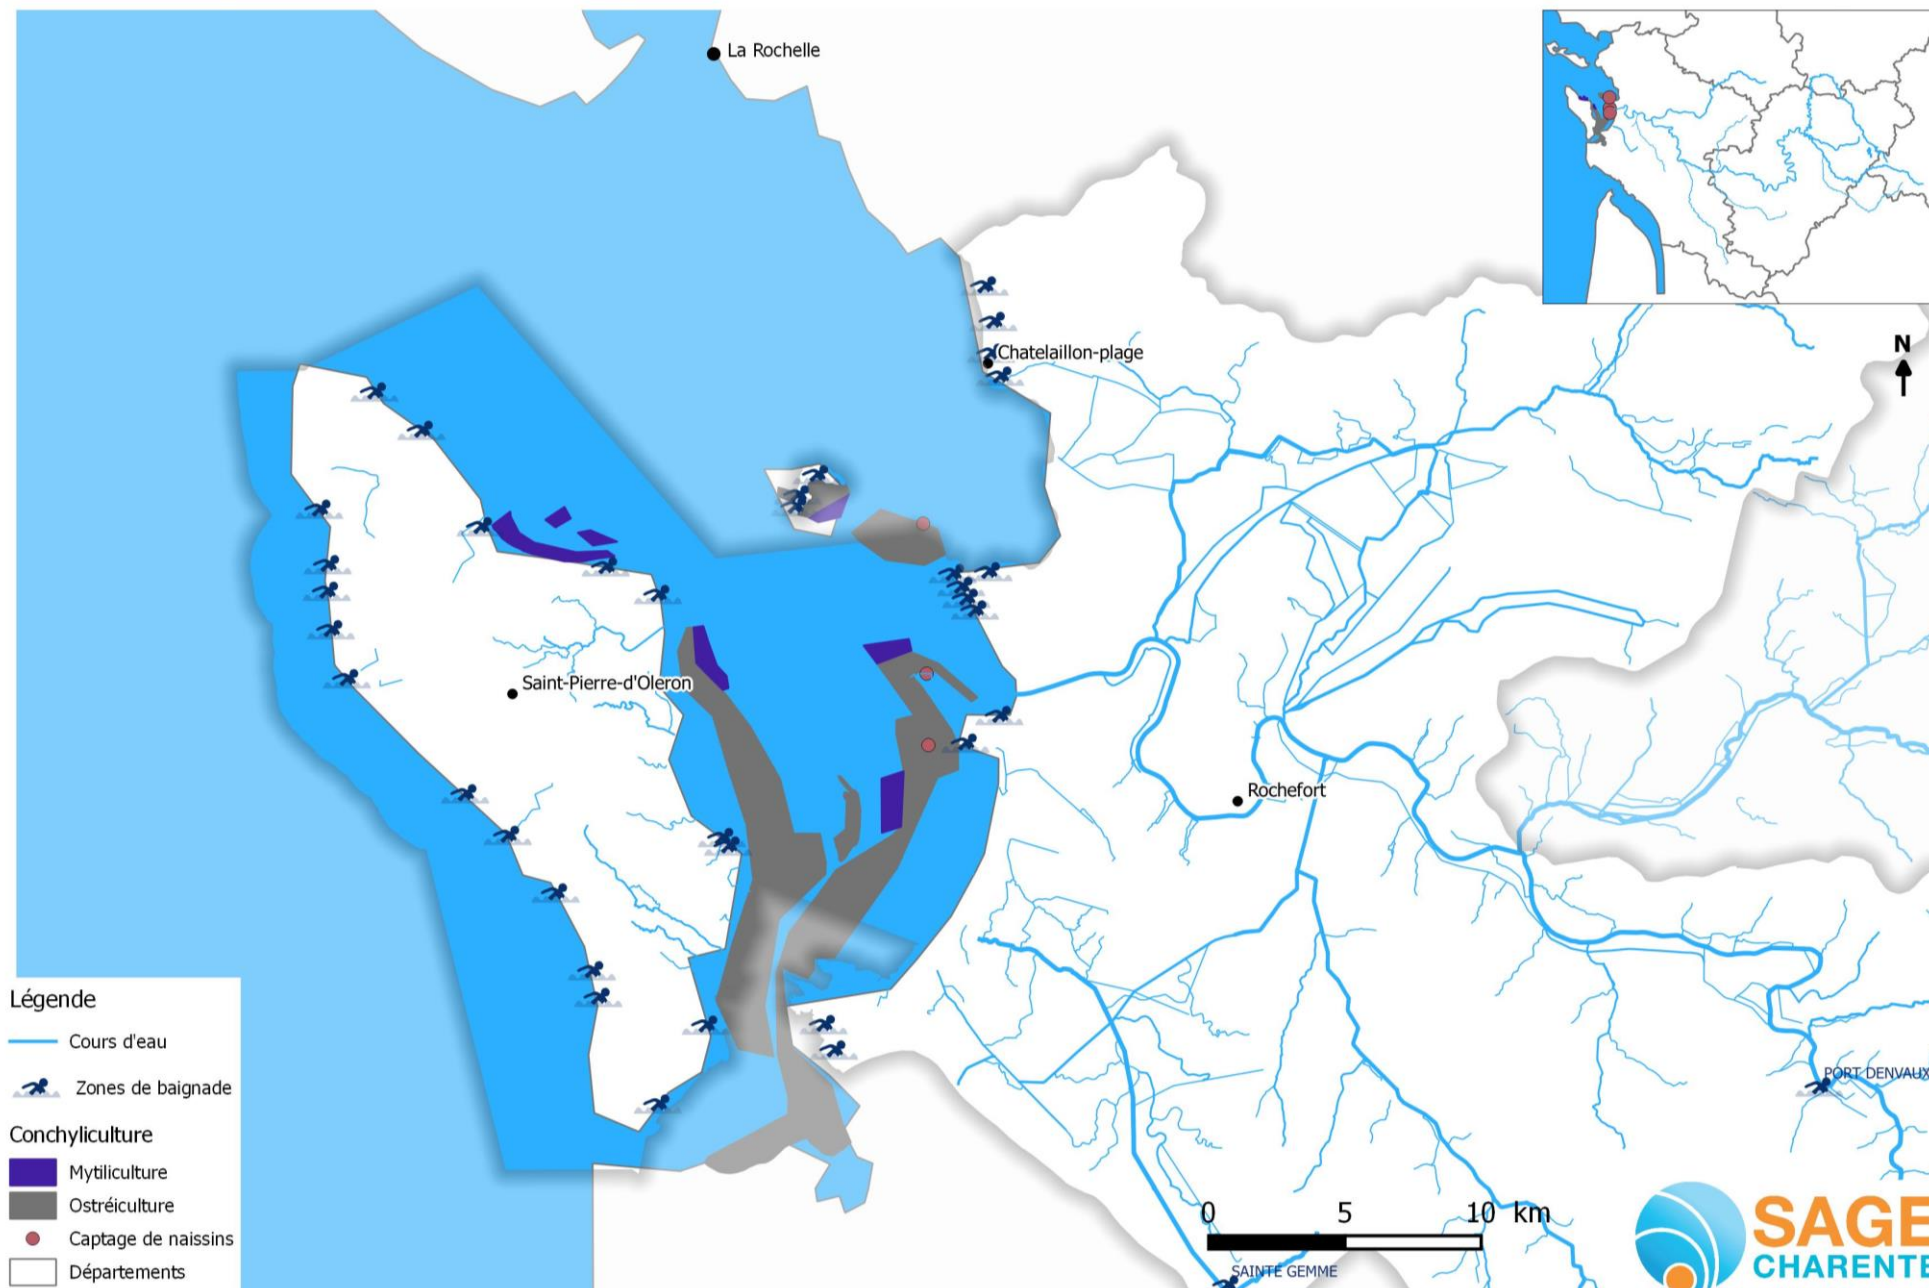 La Rochelle
N
Chatelaillon-plage
Saint-Pierre-d'Oleron
Rochefort
Légende
Cours d'eau
Zones de baignade
Conchyliculture
Mytiliculture
Ostréiculture
Captage de naissins
Départements
PORT DENVAUX
0 5 10 km
SAINTE GEMME
SAGE
CHARENTE